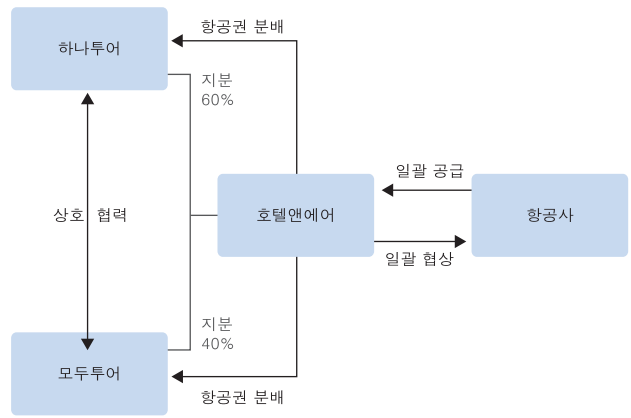 항공권 분배
하나투어
지분
60%
일괄 공급
상호 협력
호텔앤에어
항공사
일괄 협상
지분
40%
모두투어
항공권 분배